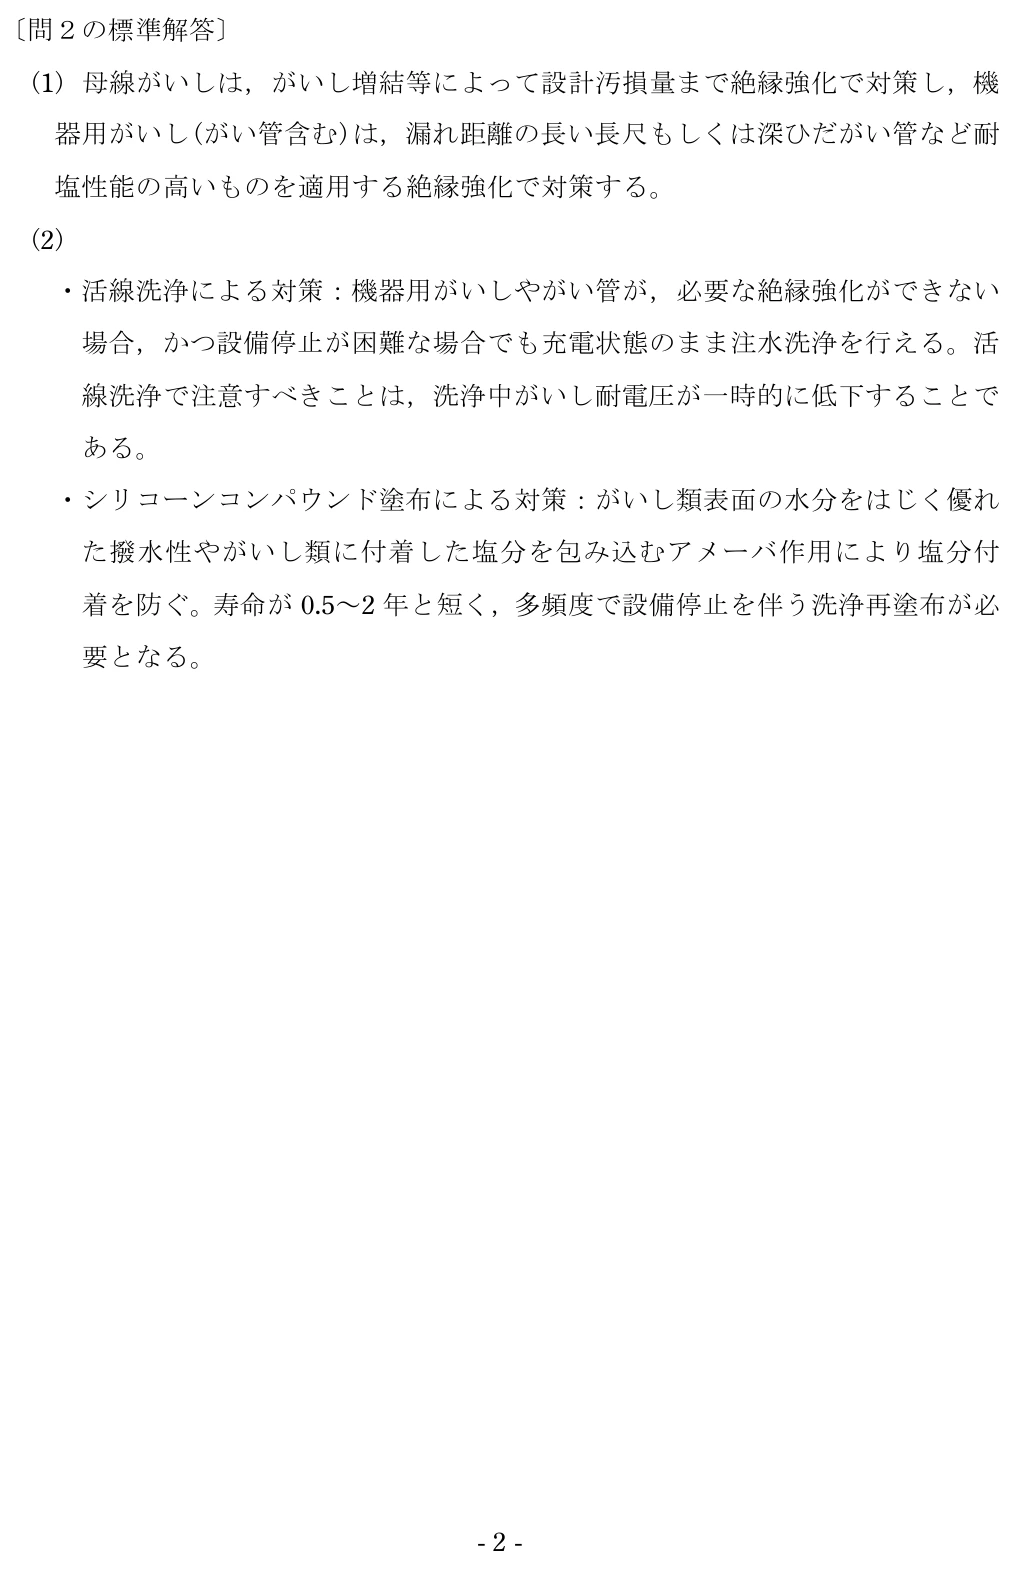 〔問２の標準解答〕
(1) 母線がいしは，がいし増結等によって設計汚損量まで絶縁強化で対策し，機
器用がいし(がい管含む)は，漏れ距離の長い長尺もしくは深ひだがい管など耐
塩性能の高いものを適用する絶縁強化で対策する。
(2)
・活線洗浄による対策：機器用がいしやがい管が，必要な絶縁強化ができない
場合，かつ設備停止が困難な場合でも充電状態のまま注水洗浄を行える。活
線洗浄で注意すべきことは，洗浄中がいし耐電圧が一時的に低下することで
ある。
・シリコーンコンパウンド塗布による対策：がいし類表面の水分をはじく優れ
た撥水性やがいし類に付着した塩分を包み込むアメーバ作用により塩分付
着を防ぐ。寿命が 0.5～2 年と短く，多頻度で設備停止を伴う洗浄再塗布が必
要となる。
- 2 -